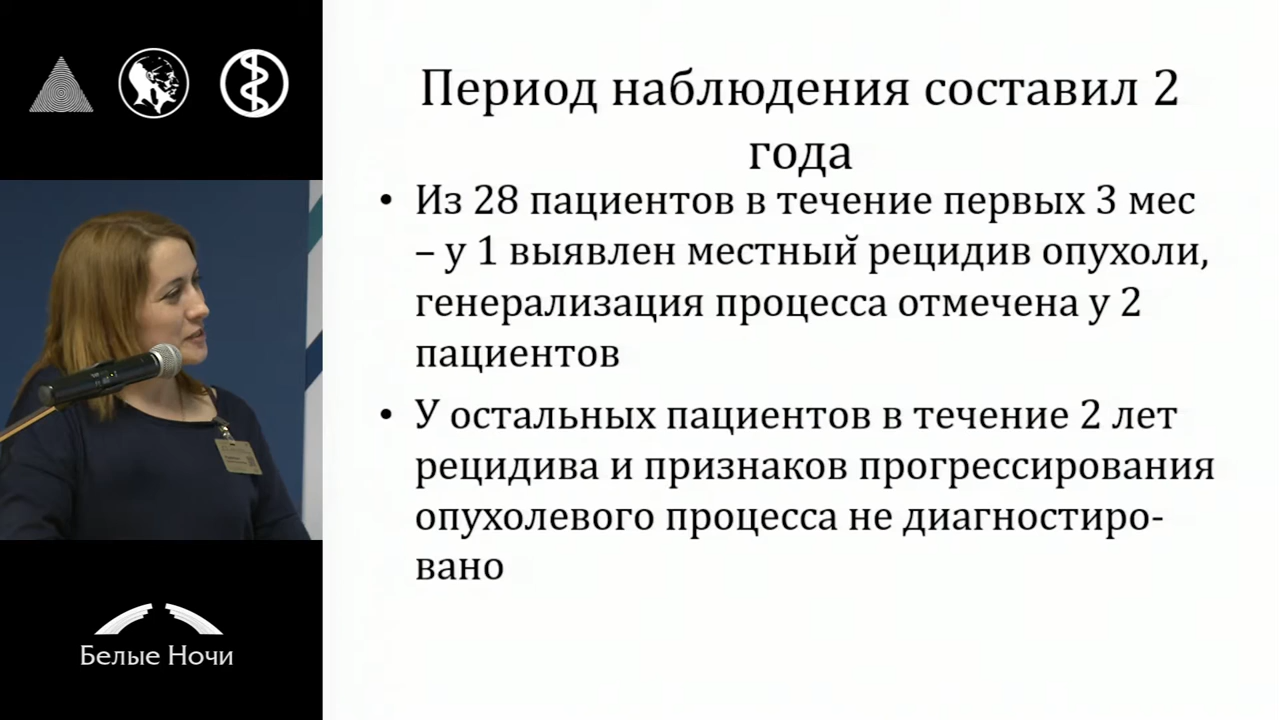 Период наблюдения составил 2
года
• Из 28 пациентов в течение первых 3 мес
– у 1 выявлен местный рецидив опухоли,
генерализация процесса отмечена у 2
пациентов
• У остальных пациентов в течение 2 лет
рецидива и признаков прогрессирования
опухолевого процесса не диагностиро-
вано
Белые Ночи